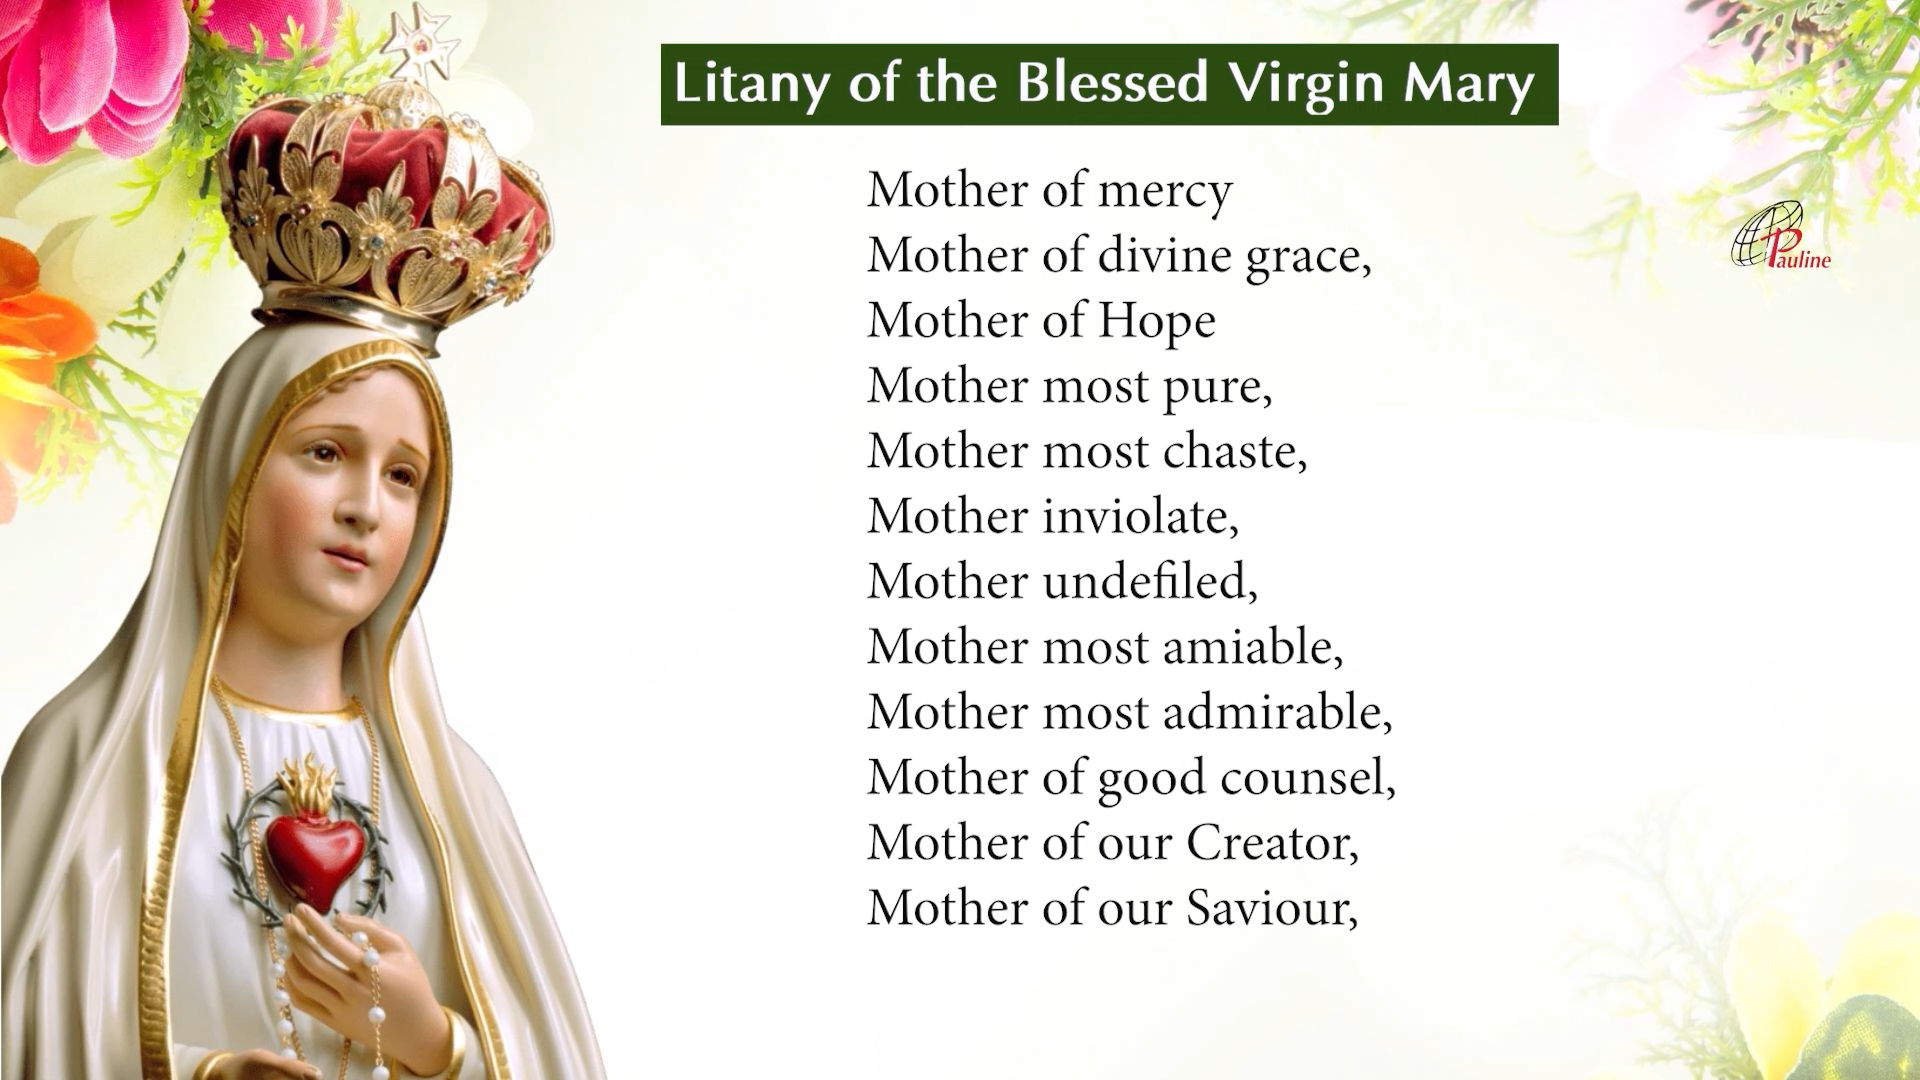 Litany of the Blessed Virgin Mary
Mother of mercy
Mother of divine grace,
Mother of Hope
Mother most pure,
Mother most chaste,
Mother inviolate,
Mother undefiled,
Mother most amiable,
Mother most admirable,
Mother of good counsel,
Mother of our Creator,
Mother of our Saviour,
Pauline